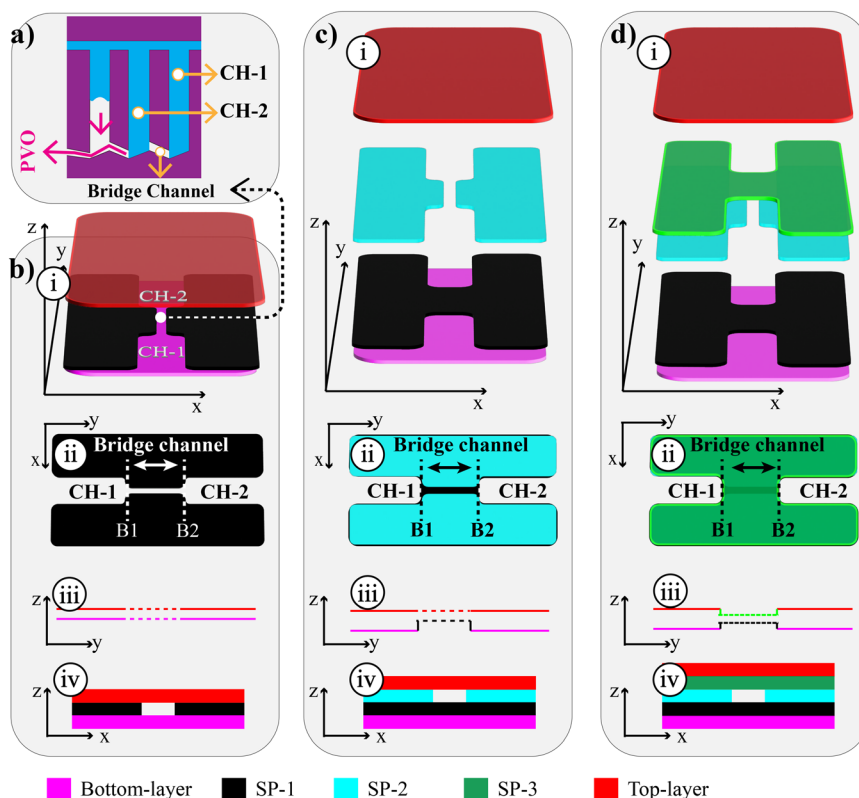 a)
CH-1
CH-2
PVO
Bridge Channel
b)
i
z
y
CH-2
CH-1
x
ii
y
x
Bridge channel
CH-1
CH-2
B1
B2
iii
z
y
iv
z
x
c)
i
z
y
x
ii
y
x
Bridge channel
CH-1
CH-2
B1
B2
iii
z
y
iv
z
x
d)
i
z
y
x
ii
y
x
Bridge channel
CH-1
CH-2
B1
B2
iii
z
y
iv
z
x
Bottom-layer SP-1 SP-2 SP-3 Top-layer